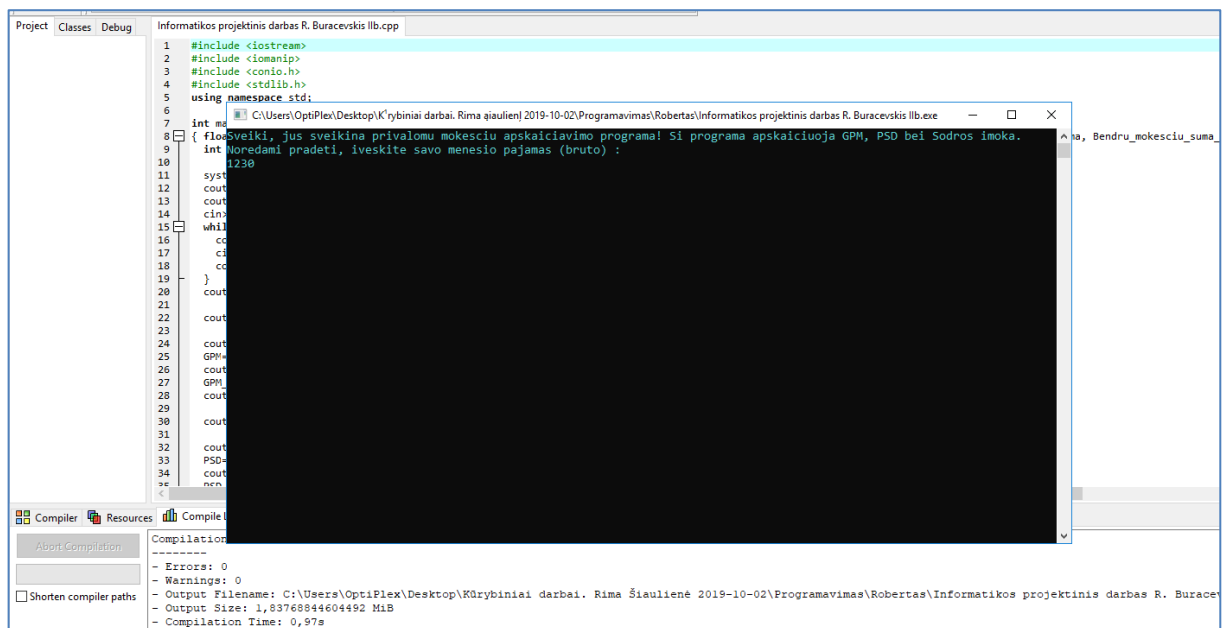 Project Classes Debug
Informatikos projektinis darbas R. Buracevskis IIb.cpp
1 #include <iostream>
2 #include <iomanip>
3 #include <conio.h>
4 #include <stdlib.h>
5 using namespace std;
6
7 int ma
8 { floa
9 int
10
11 syst
12 cout
13 cout
14 cin>
15 whil
16 co
17 ci
18 co
19 }
20 cout
21
22 cout
23
24 cout
25 GPM=
26 cout
27 GPM_
28 cout
29
30 cout
31
32 cout
33 PSD=
34 cout
35 PSD
ma, Bendru_mokesciu_suma_
C:\Users\OptiPlex\Desktop\K¹rybiniai darbai. Rima ąiaulienļ 2019-10-02\Programavimas\Robertas\Informatikos projektinis darbas R. Buracevskis IIb.exe
Sveiki, jus sveikina privalomu mokesciu apskaiciavimo programa! Si programa apskaiciuoja GPM, PSD bei Sodros imoka.
Noredami pradeti, iveskite savo menesio pajamas (bruto) :
1230
Compiler Resources Compile L
Abort Compilation
Shorten compiler paths
Compilation
--------
- Errors: 0
- Warnings: 0
- Output Filename: C:\Users\OptiPlex\Desktop\Kūrybiniai darbai. Rima Šiaulienė 2019-10-02\Programavimas\Robertas\Informatikos projektinis darbas R. Buracev
- Output Size: 1,83768844604492 MiB
- Compilation Time: 0,97s